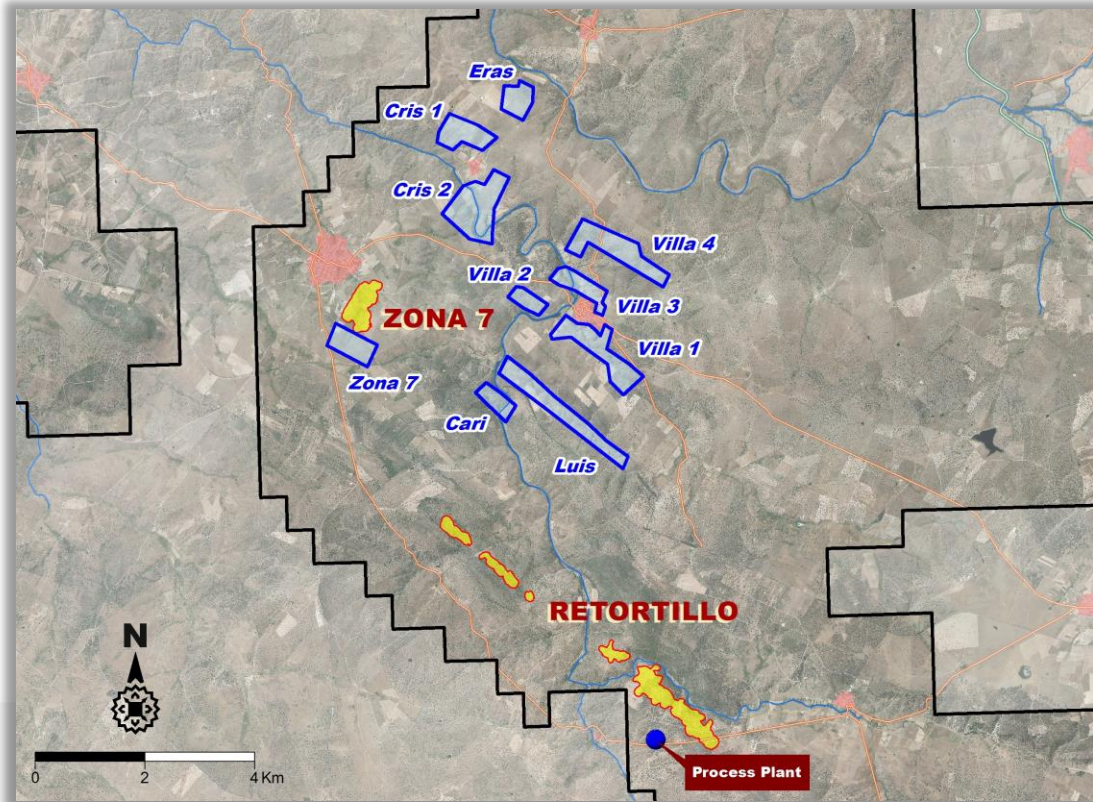 Eras
Cris 1
Cris 2
Villa 4
Villa 2
Villa 3
ZONA 7
Villa 1
Zona 7
Cari
Luis
RETORTILLO
N
0 2 4 Km
Process Plant